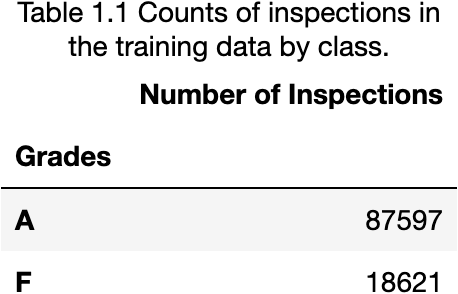 Table 1.1 Counts of inspections in
the training data by class.
Number of Inspections
Grades
A 87597
F 18621